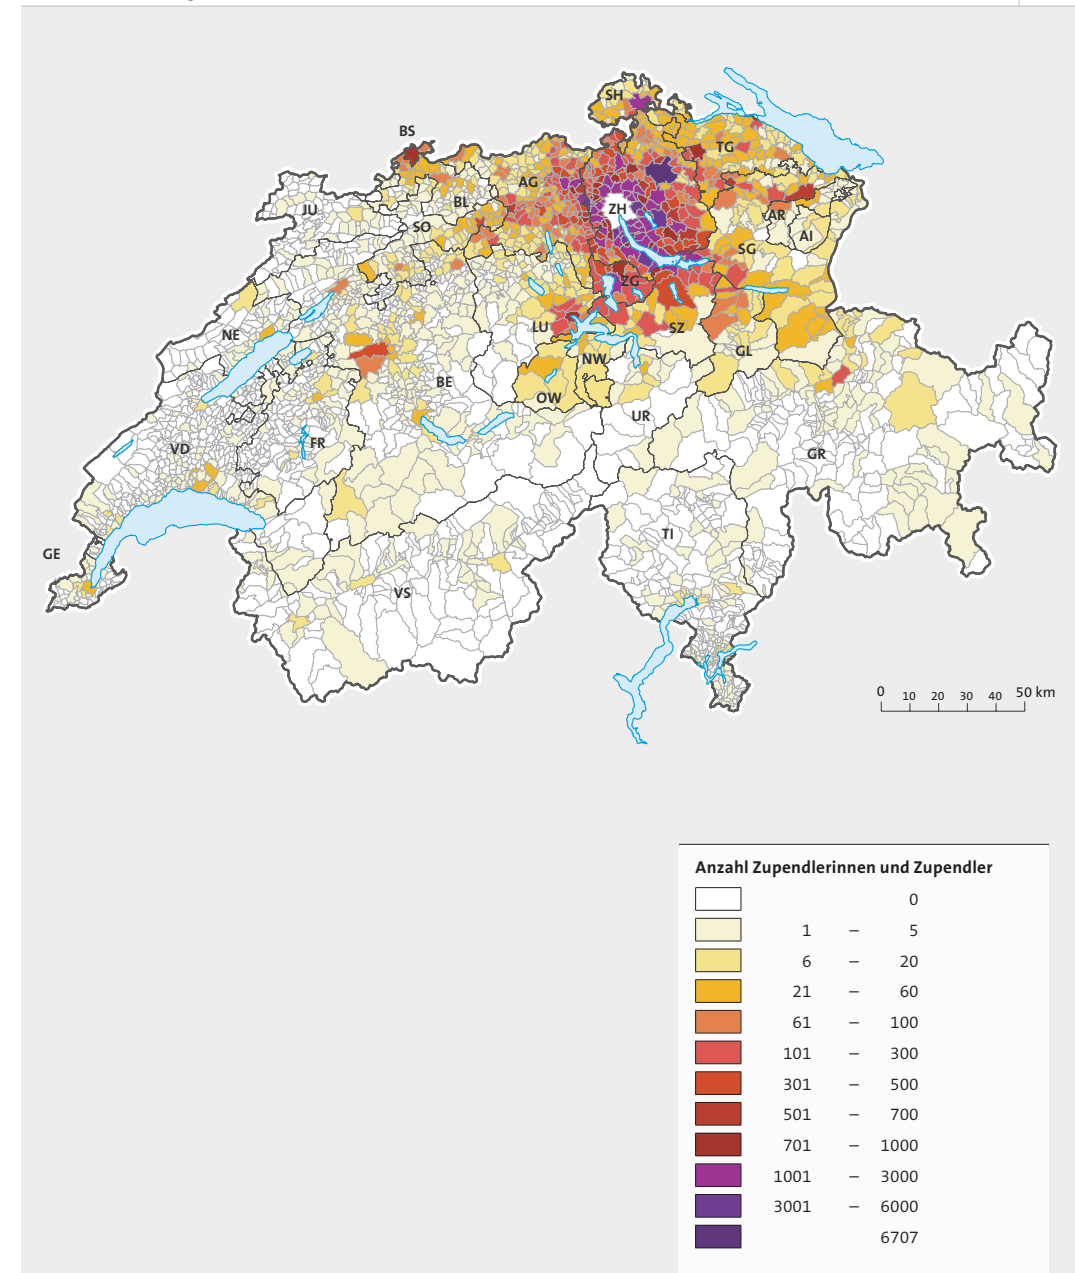 SH
BS
TG
AG
JU
BL
ZH
AR
SO
AI
SG
ZG
NE
LU
SZ
GL
NW
BE
OW
UR
FR
VD
GR
TI
GE
VS
0 10 20 30 40 50 km
Anzahl Zupendlerinnen und Zupendler
0
1 – 5
6 – 20
21 – 60
61 – 100
101 – 300
301 – 500
501 – 700
701 – 1000
1001 – 3000
3001 – 6000
6707